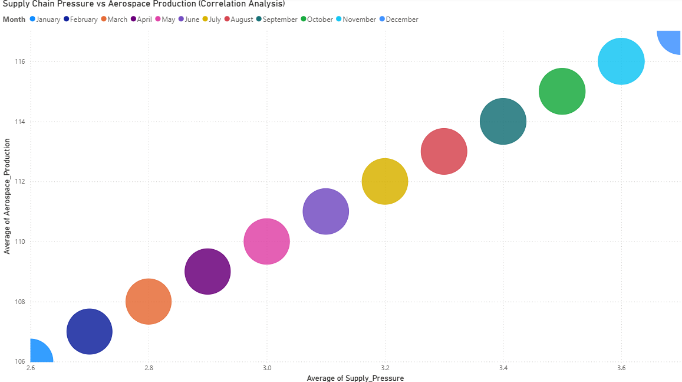 Supply Chain Pressure vs Aerospace Production (Correlation Analysis)
Month January February March April May June July August September October November December
116
114
112
110
108
106
Average of Aerospace_Production
2.6 2.8 3.0 3.2 3.4 3.6
Average of Supply_Pressure